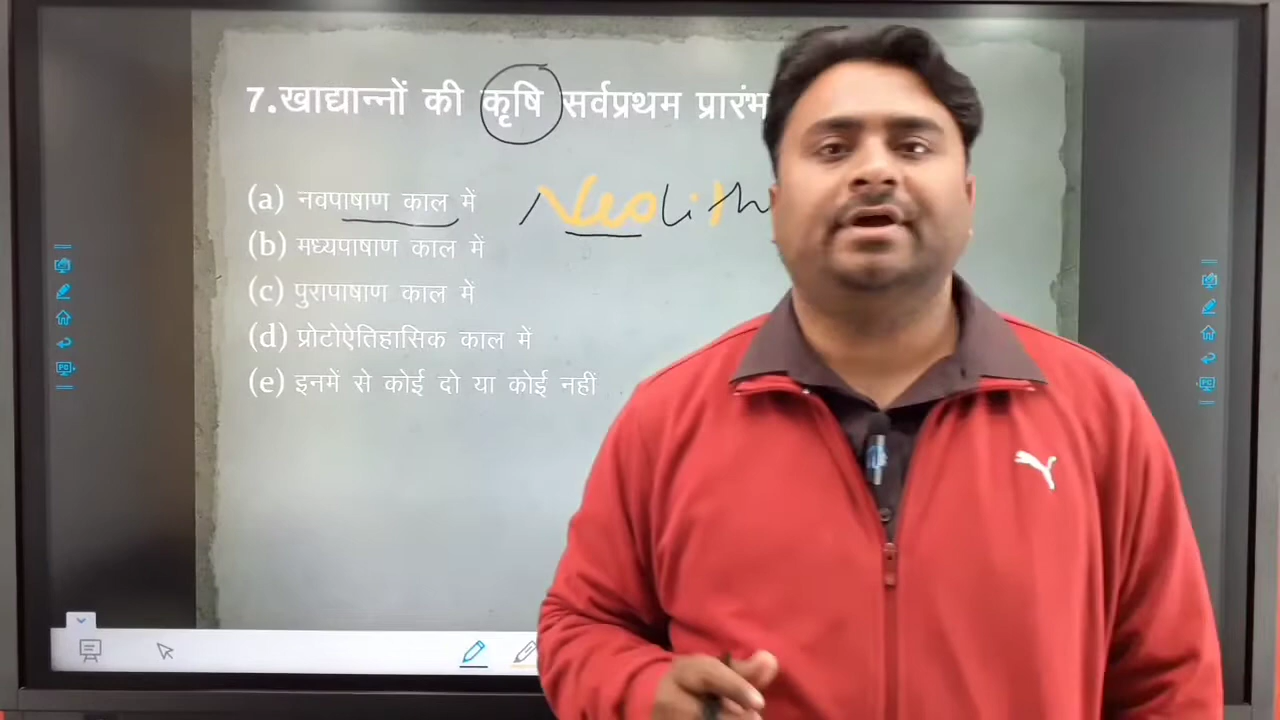 7.खाद्यान्नों की कृषि सर्वप्रथम प्रारंभ
(a) नवपाषाण काल में Neolith
(b) मध्यपाषाण काल में
(c) पुरापाषाण काल में
(d) प्रोटोऐतिहासिक काल में
(e) इनमें से कोई दो या कोई नहीं